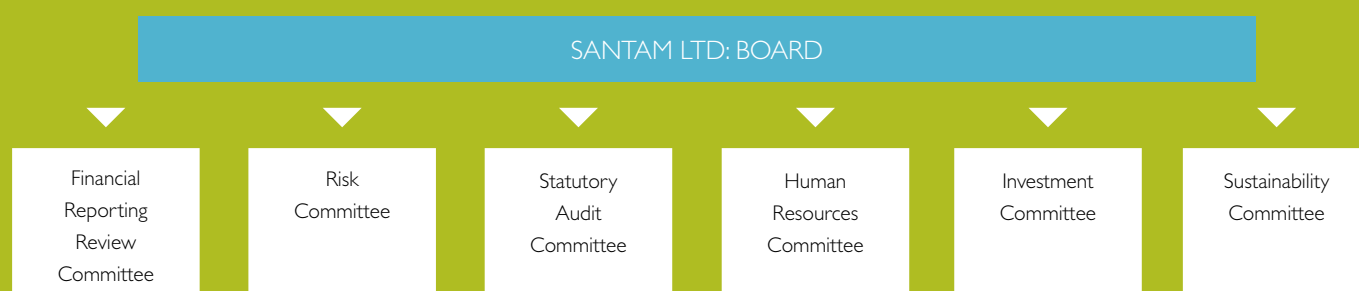 SANTAM LTD: BOARD
Financial
Reporting
Review
Committee
Risk
Committee
Statutory
Audit
Committee
Human
Resources
Committee
Investment
Committee
Sustainability
Committee